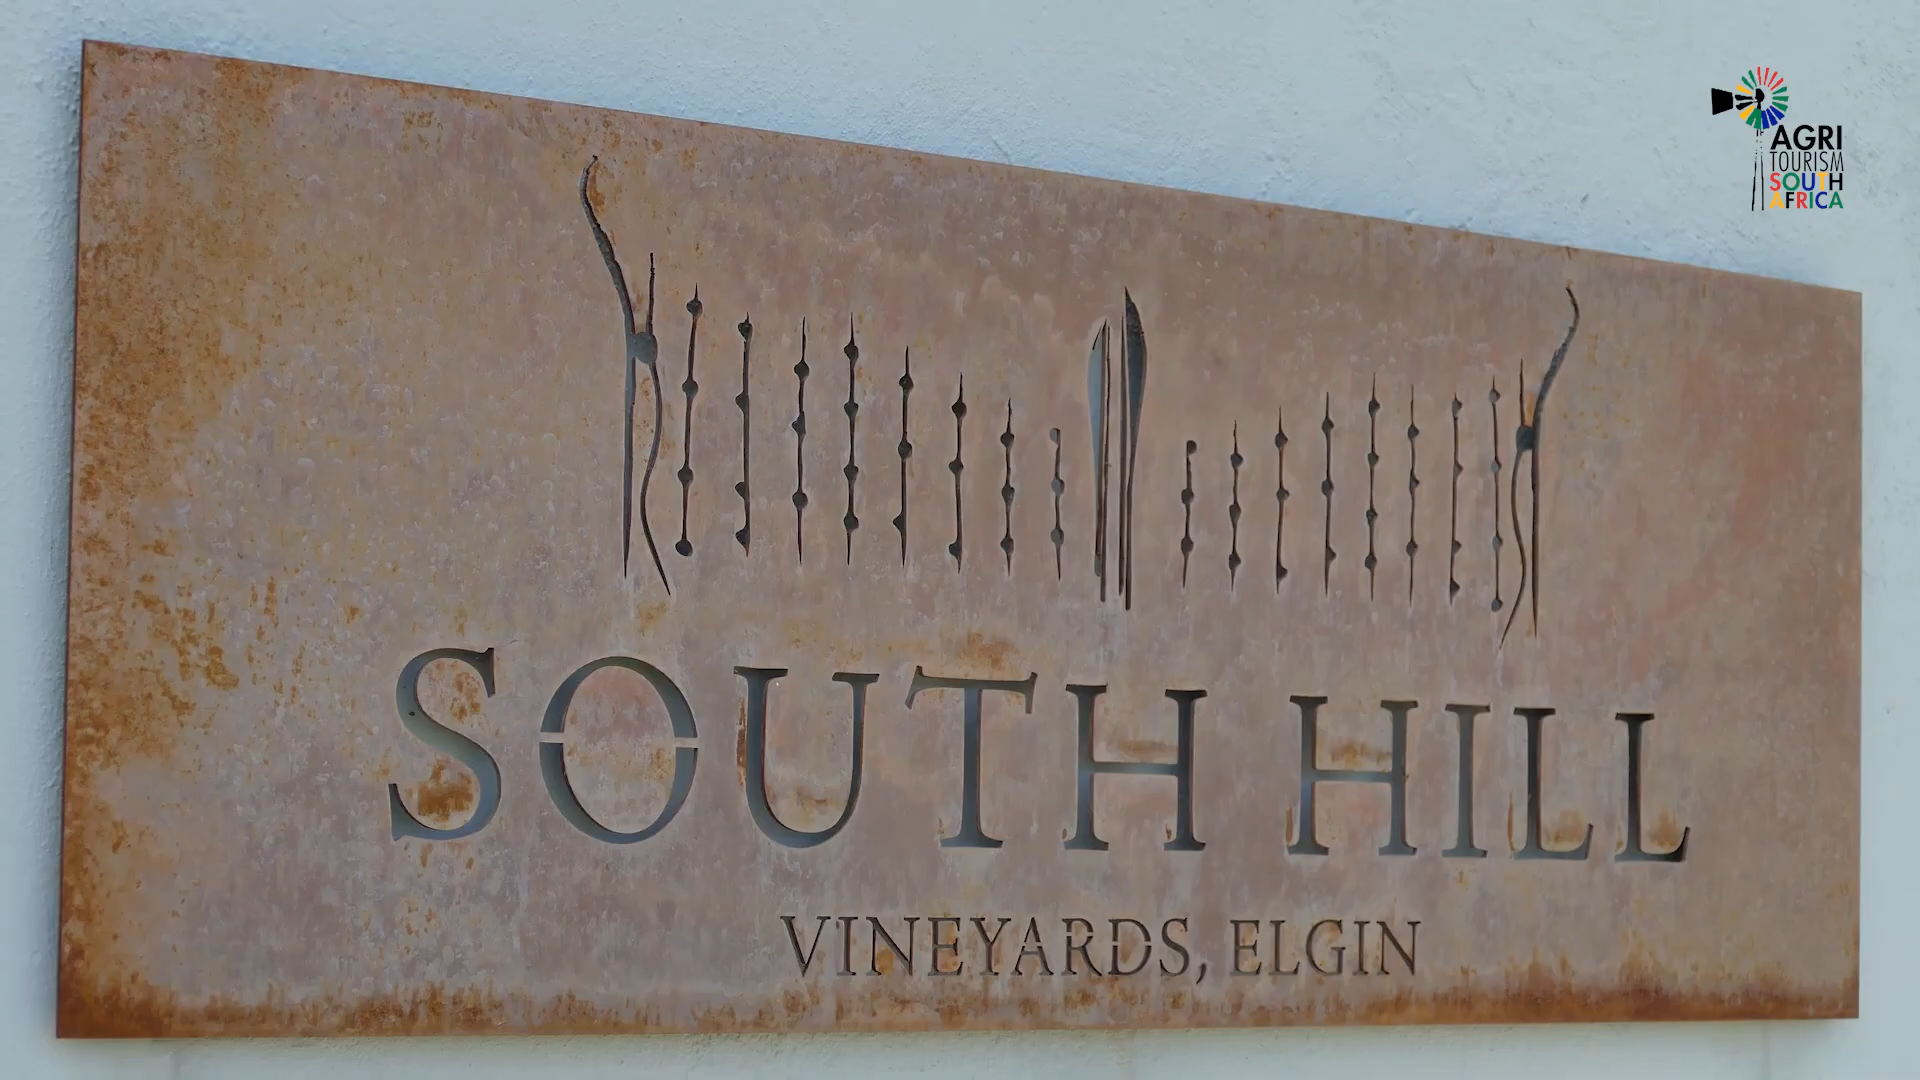 AGRI
TOURISM
SOUTH
AFRICA
SOUTH HILL
VINEYARDS, ELGIN